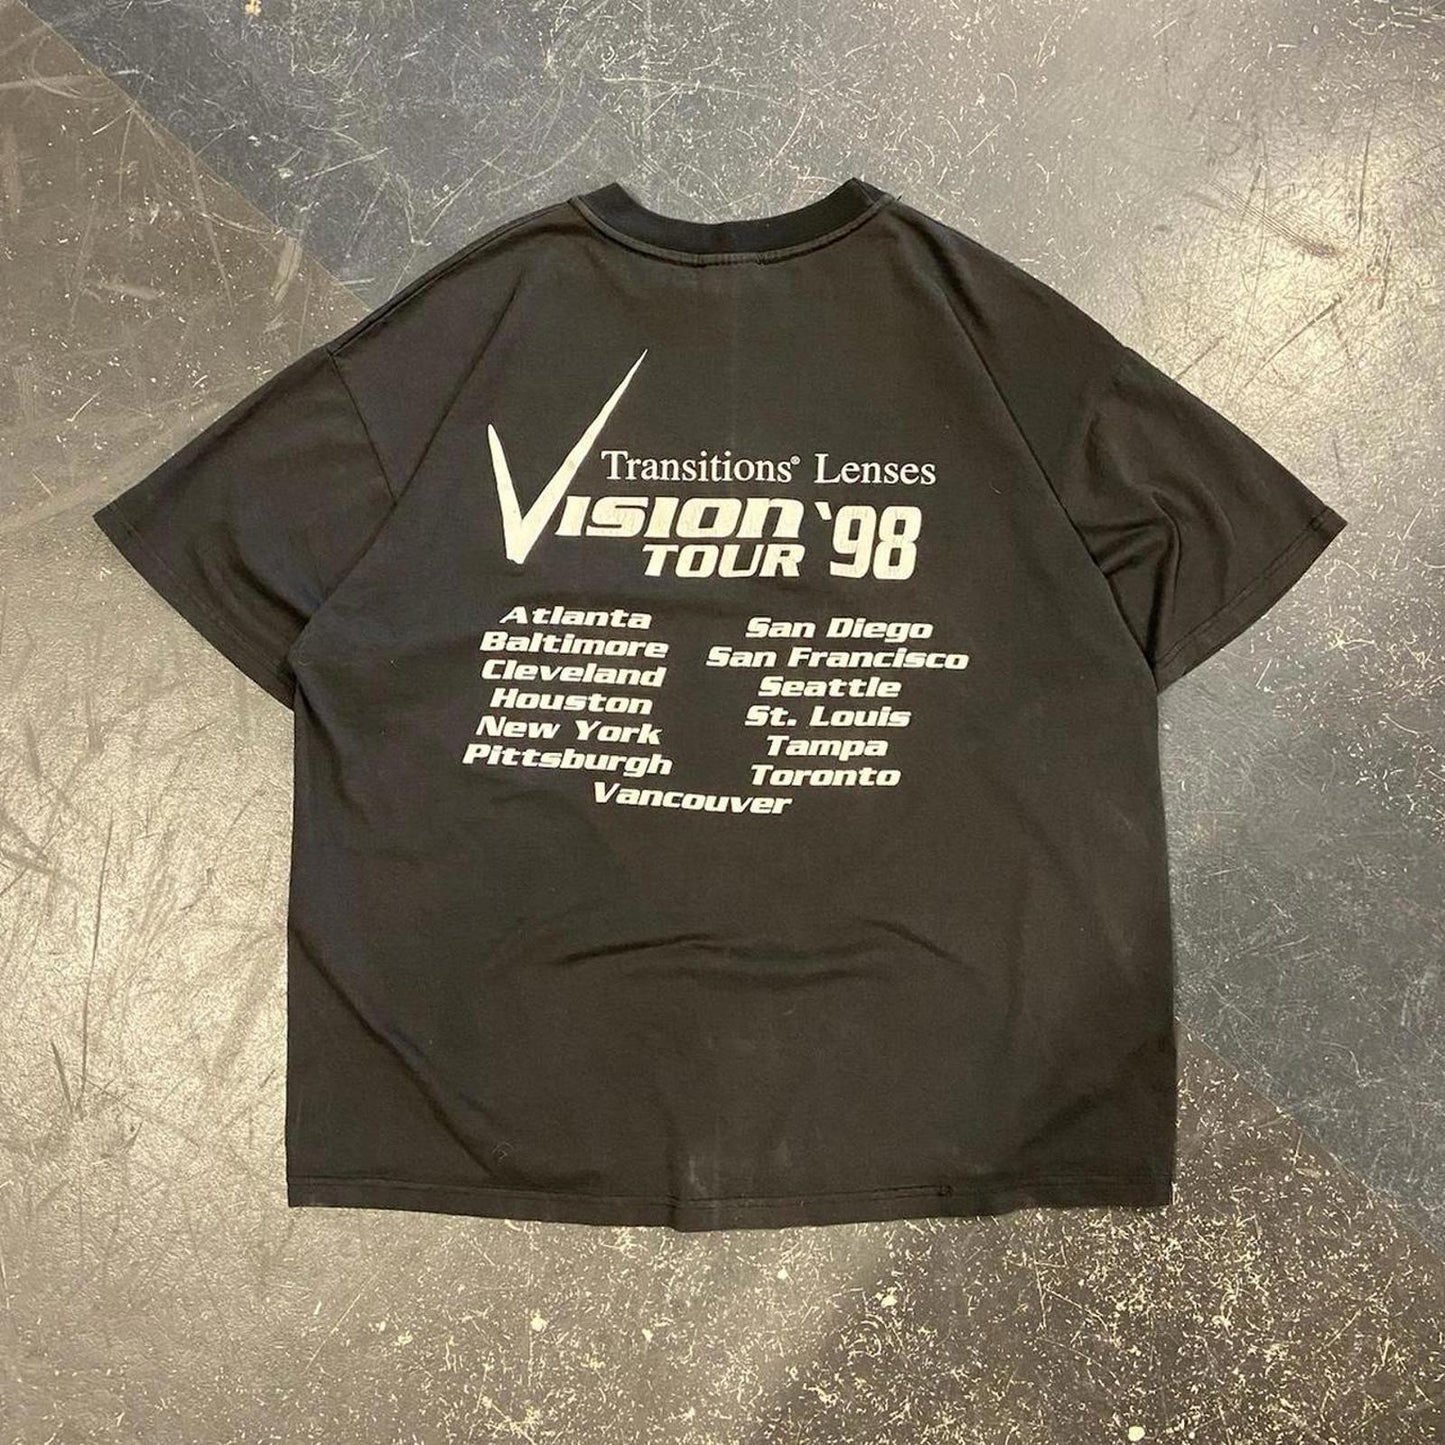 Transitions® Lenses
Vision
TOUR '98
Atlanta
Baltimore
Cleveland
Houston
New York
Pittsburgh
San Diego
San Francisco
Seattle
St. Louis
Tampa
Toronto
Vancouver